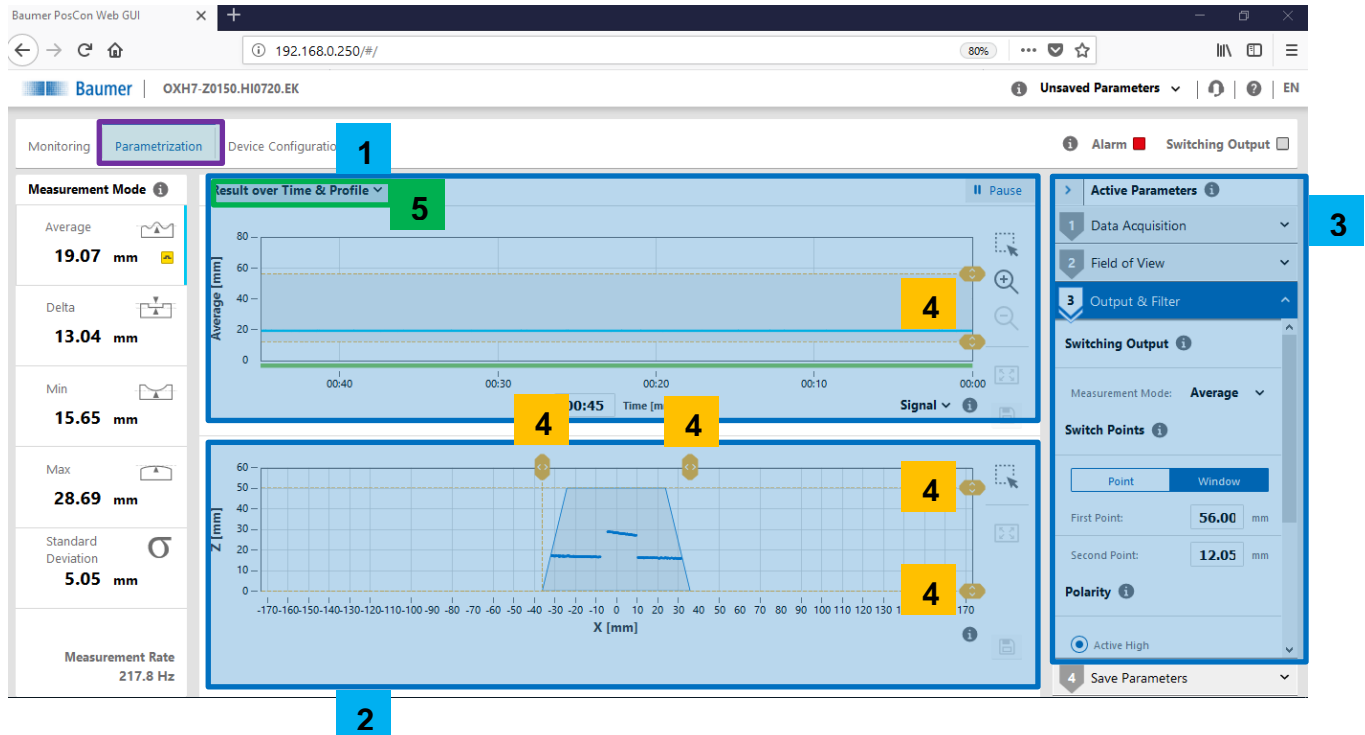 Baumer PosCon Web GUI
192.168.0.250/#/
80%
Baumer | OXH7-Z0150.HI0720.EK
Unsaved Parameters
EN
Monitoring
Parametrization
Device Configuratio
1
Alarm
Switching Output
Measurement Mode
Average
19.07 mm
Delta
13.04 mm
Min
15.65 mm
Max
28.69 mm
Standard
Deviation
σ
5.05 mm
Measurement Rate
217.8 Hz
Result over Time & Profile
5
Pause
80
60
40
20
0
Average [mm]
4
00:40 00:30 00:20 00:10 00:00
00:45 Time [m
Signal
4 4
60
50
40
30
20
10
0
Z [mm]
4
4
-170 -160 -150 -140 -130 -120 -110 -100 -90 -80 -70 -60 -50 -40 -30 -20 -10 0 10 20 30 40 50 60 70 80 90 100 110 120 130 170
X [mm]
2
Active Parameters
3
1 Data Acquisition
2 Field of View
3 Output & Filter
Switching Output
Measurement Mode: Average
Switch Points
Point Window
First Point: 56.00 mm
Second Point: 12.05 mm
Polarity
Active High
4 Save Parameters